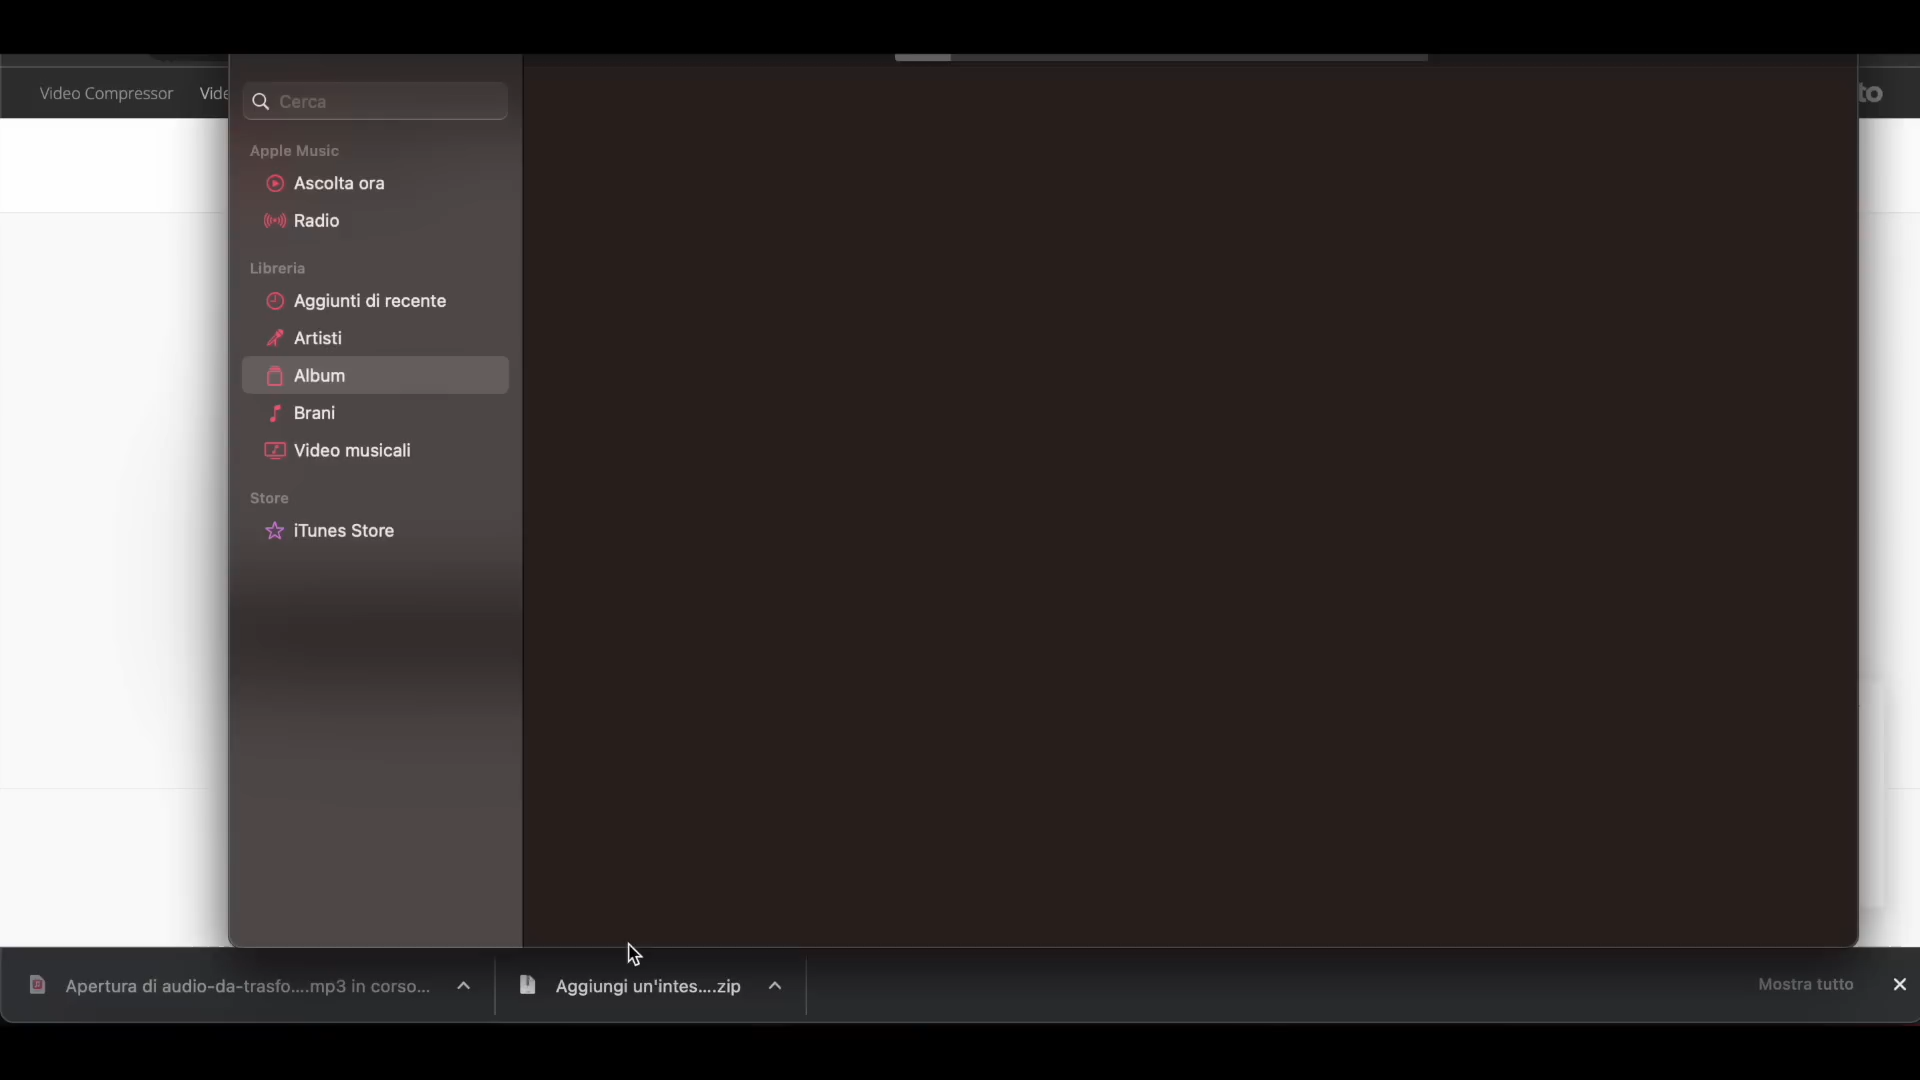 Video Compressor
Vide
to
Cerca
Apple Music
Ascolta ora
Radio
Libreria
Aggiunti di recente
Artisti
Album
Brani
Video musicali
Store
iTunes Store
Apertura di audio-da-trasfo....mp3 in corso...
Aggiungi un'intes....zip
Mostra tutto